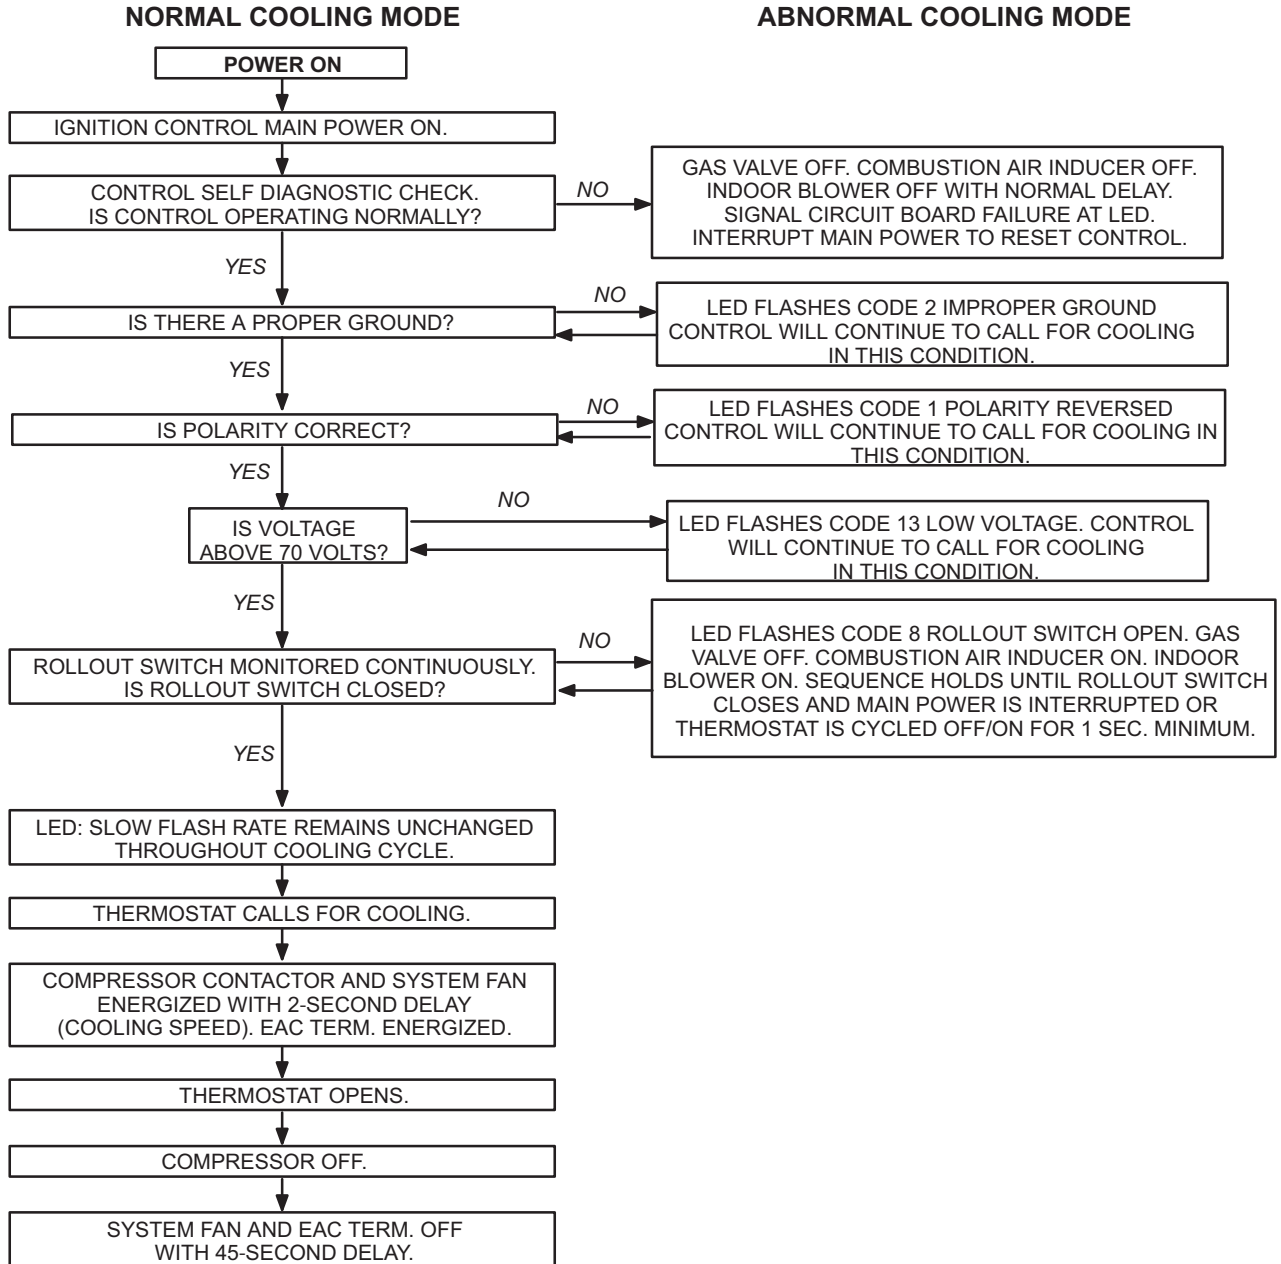 NORMAL COOLING MODE
ABNORMAL COOLING MODE
POWER ON
IGNITION CONTROL MAIN POWER ON.
CONTROL SELF DIAGNOSTIC CHECK.
IS CONTROL OPERATING NORMALLY?
NO
GAS VALVE OFF. COMBUSTION AIR INDUCER OFF.
INDOOR BLOWER OFF WITH NORMAL DELAY.
SIGNAL CIRCUIT BOARD FAILURE AT LED.
INTERRUPT MAIN POWER TO RESET CONTROL.
YES
IS THERE A PROPER GROUND?
NO
LED FLASHES CODE 2 IMPROPER GROUND
CONTROL WILL CONTINUE TO CALL FOR COOLING
IN THIS CONDITION.
YES
IS POLARITY CORRECT?
NO
LED FLASHES CODE 1 POLARITY REVERSED
CONTROL WILL CONTINUE TO CALL FOR COOLING IN
THIS CONDITION.
YES
IS VOLTAGE
ABOVE 70 VOLTS?
NO
LED FLASHES CODE 13 LOW VOLTAGE. CONTROL
WILL CONTINUE TO CALL FOR COOLING
IN THIS CONDITION.
YES
ROLLOUT SWITCH MONITORED CONTINUOUSLY.
IS ROLLOUT SWITCH CLOSED?
NO
LED FLASHES CODE 8 ROLLOUT SWITCH OPEN. GAS
VALVE OFF. COMBUSTION AIR INDUCER ON. INDOOR
BLOWER ON. SEQUENCE HOLDS UNTIL ROLLOUT SWITCH
CLOSES AND MAIN POWER IS INTERRUPTED OR
THERMOSTAT IS CYCLED OFF/ON FOR 1 SEC. MINIMUM.
YES
LED: SLOW FLASH RATE REMAINS UNCHANGED
THROUGHOUT COOLING CYCLE.
THERMOSTAT CALLS FOR COOLING.
COMPRESSOR CONTACTOR AND SYSTEM FAN
ENERGIZED WITH 2-SECOND DELAY
(COOLING SPEED). EAC TERM. ENERGIZED.
THERMOSTAT OPENS.
COMPRESSOR OFF.
SYSTEM FAN AND EAC TERM. OFF
WITH 45-SECOND DELAY.